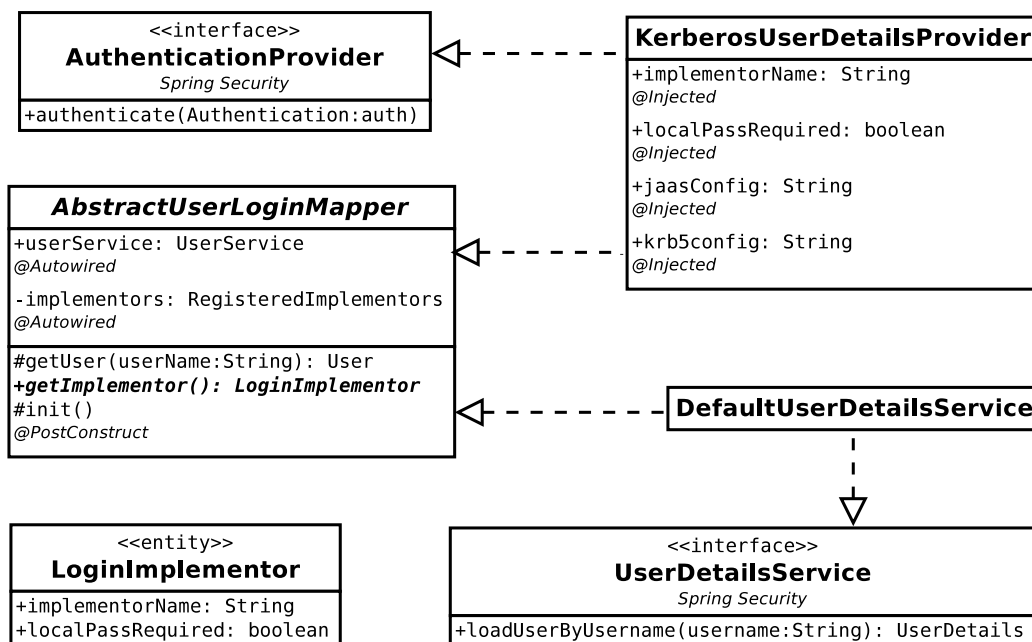 <<interface>>
AuthenticationProvider
Spring Security
+authenticate(Authentication:auth)
KerberosUserDetailsProvider
+implementorName: String
@Injected
+localPassRequired: boolean
@Injected
+jaasConfig: String
@Injected
+krb5config: String
@Injected
AbstractUserLoginMapper
+userService: UserService
@Autowired
-implementors: RegisteredImplementors
@Autowired
#getUser(userName:String): User
+getImplementor(): LoginImplementor
#init()
@PostConstruct
DefaultUserDetailsService
<<entity>>
LoginImplementor
+implementorName: String
+localPassRequired: boolean
<<interface>>
UserDetailsService
Spring Security
+loadUserByUsername(username:String): UserDetails